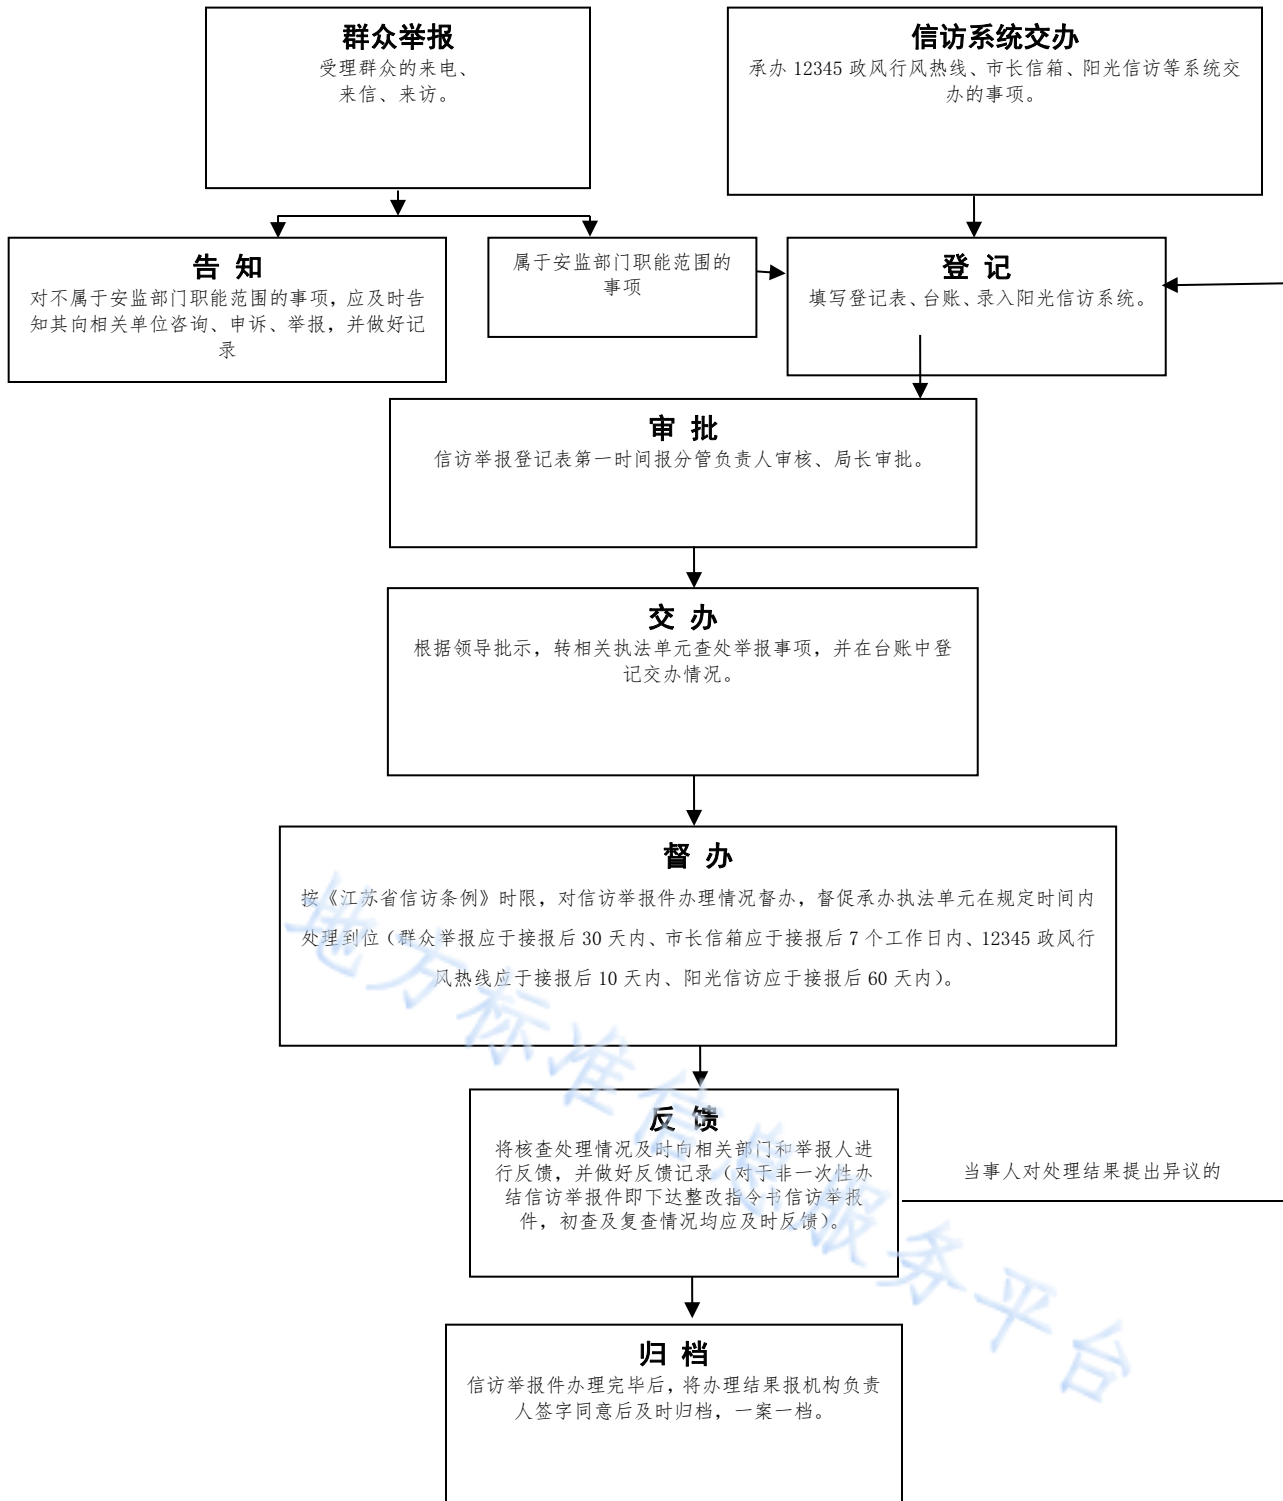 群众举报
受理群众的来电、
来信、来访。
信访系统交办
承办 12345 政风行风热线、市长信箱、阳光信访等系统交
办的事项。
告 知
对不属于安监部门职能范围的事项，应及时告
知其向相关单位咨询、申诉、举报，并做好记
录
属于安监部门职能范围的
事项
登 记
填写登记表、台账、录入阳光信访系统。
审 批
信访举报登记表第一时间报分管负责人审核、局长审批。
交 办
根据领导批示，转相关执法单元查处举报事项，并在台账中登
记交办情况。
督 办
按《江苏省信访条例》时限，对信访举报件办理情况督办，督促承办执法单元在规定时间内
处理到位（群众举报应于接报后 30 天内、市长信箱应于接报后 7 个工作日内、12345 政风行
风热线应于接报后 10 天内、阳光信访应于接报后 60 天内）。
反 馈
将核查处理情况及时向相关部门和举报人进
行反馈，并做好反馈记录（对于非一次性办
结信访举报件即下达整改指令书信访举报
件，初查及复查情况均应及时反馈）。
当事人对处理结果提出异议的
归 档
信访举报件办理完毕后，将办理结果报机构负责
人签字同意后及时归档，一案一档。
地方标准信息服务平台